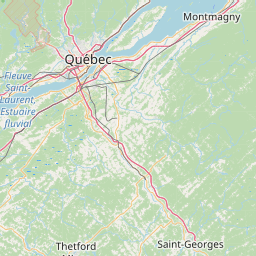 Montmagny
Québec
Fleuve
Saint-
Laurent,
Estuaire
fluvial
Thetford
Saint-Georges